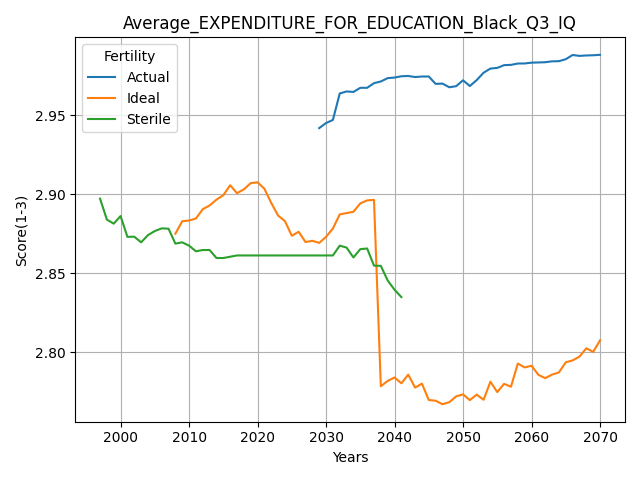 Average_EXPENDITURE_FOR_EDUCATION_Black_Q3_IQ
Fertility
Actual
Ideal
Sterile
Score(1-3)
2.95
2.90
2.85
2.80
2000 2010 2020 2030 2040 2050 2060 2070
Years